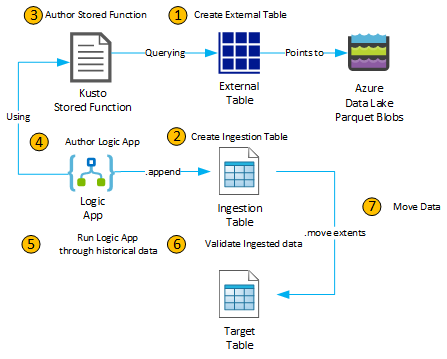 3 Author Stored Function
1 Create External Table
Querying
Points to
Kusto
Stored Function
External
Table
Azure
Data Lake
Parquet Blobs
Using
4 Author Logic App
2 Create Ingestion Table
.append
Logic
App
Ingestion
Table
7 Move Data
.move extents
5 Run Logic App
through historical data
6 Validate Ingested data
Target
Table